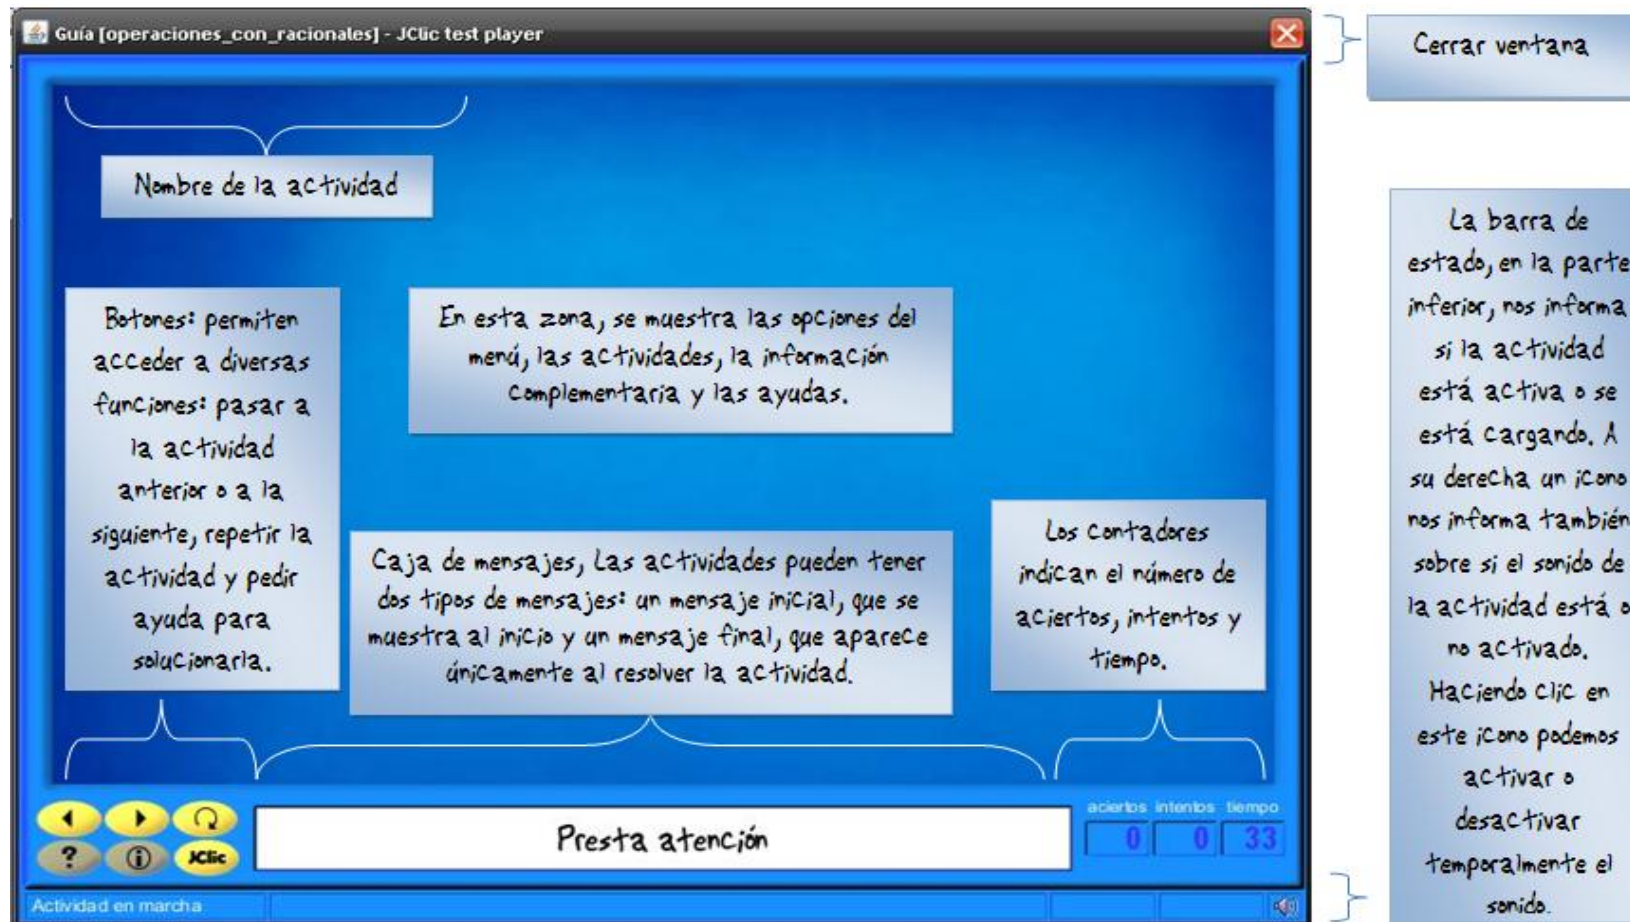 Guía [operaciones_con_racionales] - JClic test player
Cerrar ventana
Nombre de la actividad
Botones: permiten
acceder a diversas
funciones: pasar a
la actividad
anterior o a la
siguiente, repetir la
actividad y pedir
ayuda para
solucionarla.
En esta zona, se muestra las opciones del
menú, las actividades, la información
complementaria y las ayudas.
Caja de mensajes, Las actividades pueden tener
dos tipos de mensajes: un mensaje inicial, que se
muestra al inicio y un mensaje final, que aparece
únicamente al resolver la actividad.
Los contadores
indican el número de
aciertos, intentos y
tiempo.
La barra de
estado, en la parte
inferior, nos informa
si la actividad
está activa o se
está cargando. A
su derecha un icono
nos informa también
sobre si el sonido de
la actividad está o
no activado.
Haciendo clic en
este icono podemos
activar o
desactivar
temporalmente el
sonido.
? i JClic
Presta atención
aciertos intentos tiempo
0 0 33
Actividad en marcha